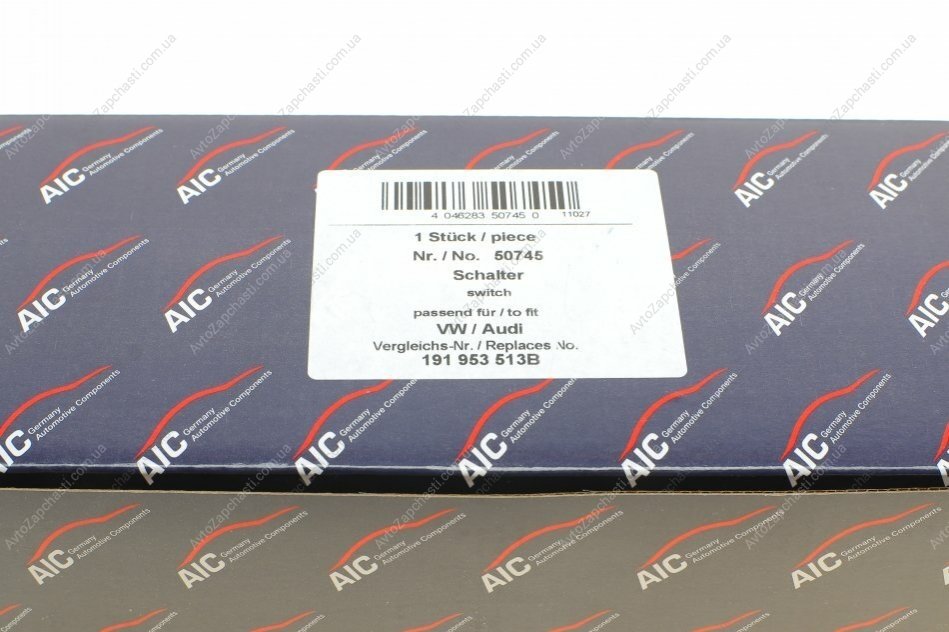 4 046283 50745 0 11027
1 Stück / piece
Nr. / No. 50745
Schalter
switch
passend für / to fit
VW / Audi
Vergleichs-Nr. / Replaces No.
191 953 513B
AIC Germany
Automotive Components
AvtoZapchasti.com.ua